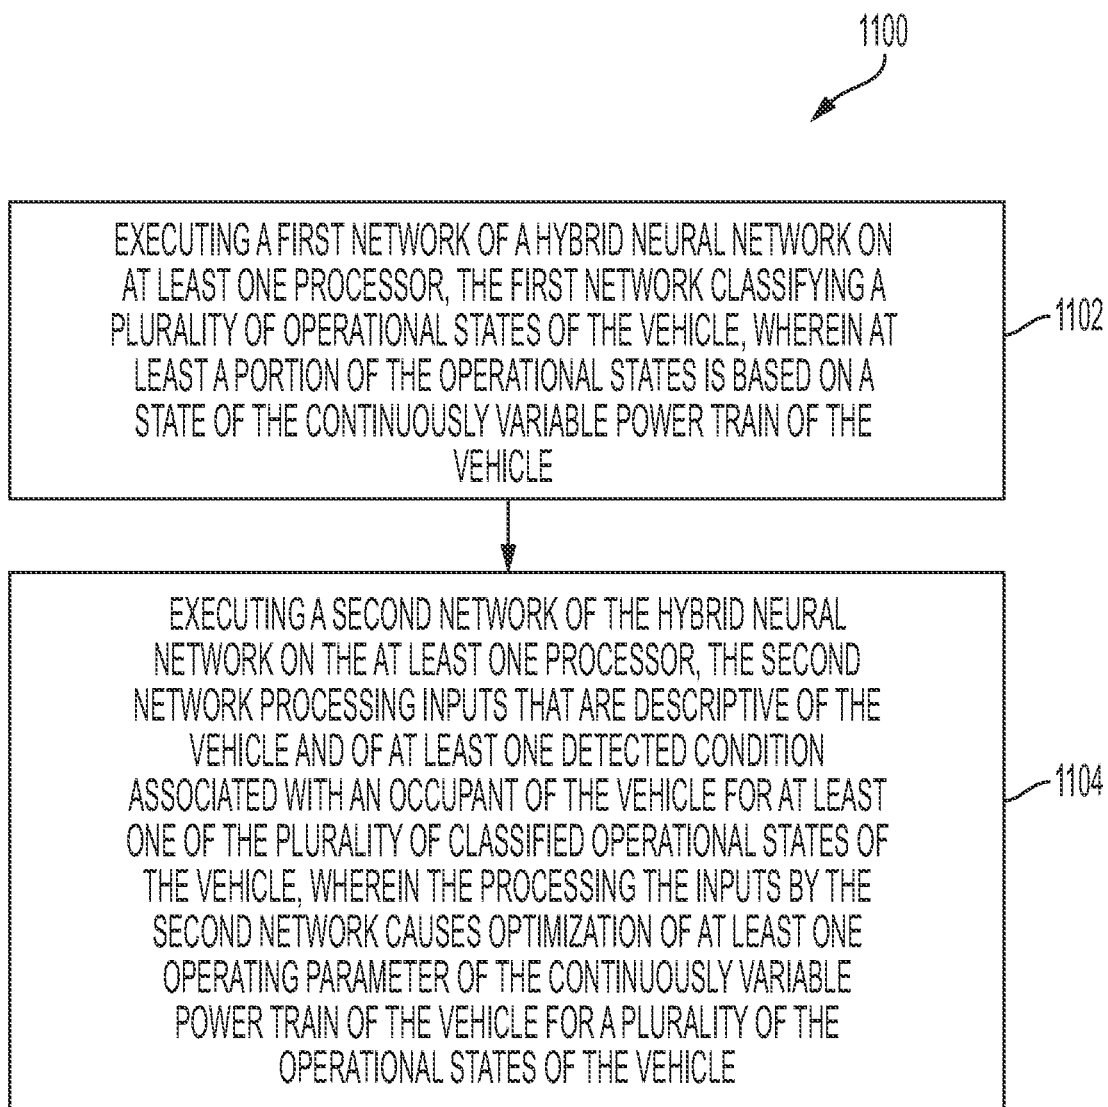 1100
EXECUTING A FIRST NETWORK OF A HYBRID NEURAL NETWORK ON
AT LEAST ONE PROCESSOR, THE FIRST NETWORK CLASSIFYING A
PLURALITY OF OPERATIONAL STATES OF THE VEHICLE, WHEREIN AT
LEAST A PORTION OF THE OPERATIONAL STATES IS BASED ON A
STATE OF THE CONTINUOUSLY VARIABLE POWER TRAIN OF THE
VEHICLE
1102
EXECUTING A SECOND NETWORK OF THE HYBRID NEURAL
NETWORK ON THE AT LEAST ONE PROCESSOR, THE SECOND
NETWORK PROCESSING INPUTS THAT ARE DESCRIPTIVE OF THE
VEHICLE AND OF AT LEAST ONE DETECTED CONDITION
ASSOCIATED WITH AN OCCUPANT OF THE VEHICLE FOR AT LEAST
ONE OF THE PLURALITY OF CLASSIFIED OPERATIONAL STATES OF
THE VEHICLE, WHEREIN THE PROCESSING THE INPUTS BY THE
SECOND NETWORK CAUSES OPTIMIZATION OF AT LEAST ONE
OPERATING PARAMETER OF THE CONTINUOUSLY VARIABLE
POWER TRAIN OF THE VEHICLE FOR A PLURALITY OF THE
OPERATIONAL STATES OF THE VEHICLE
1104